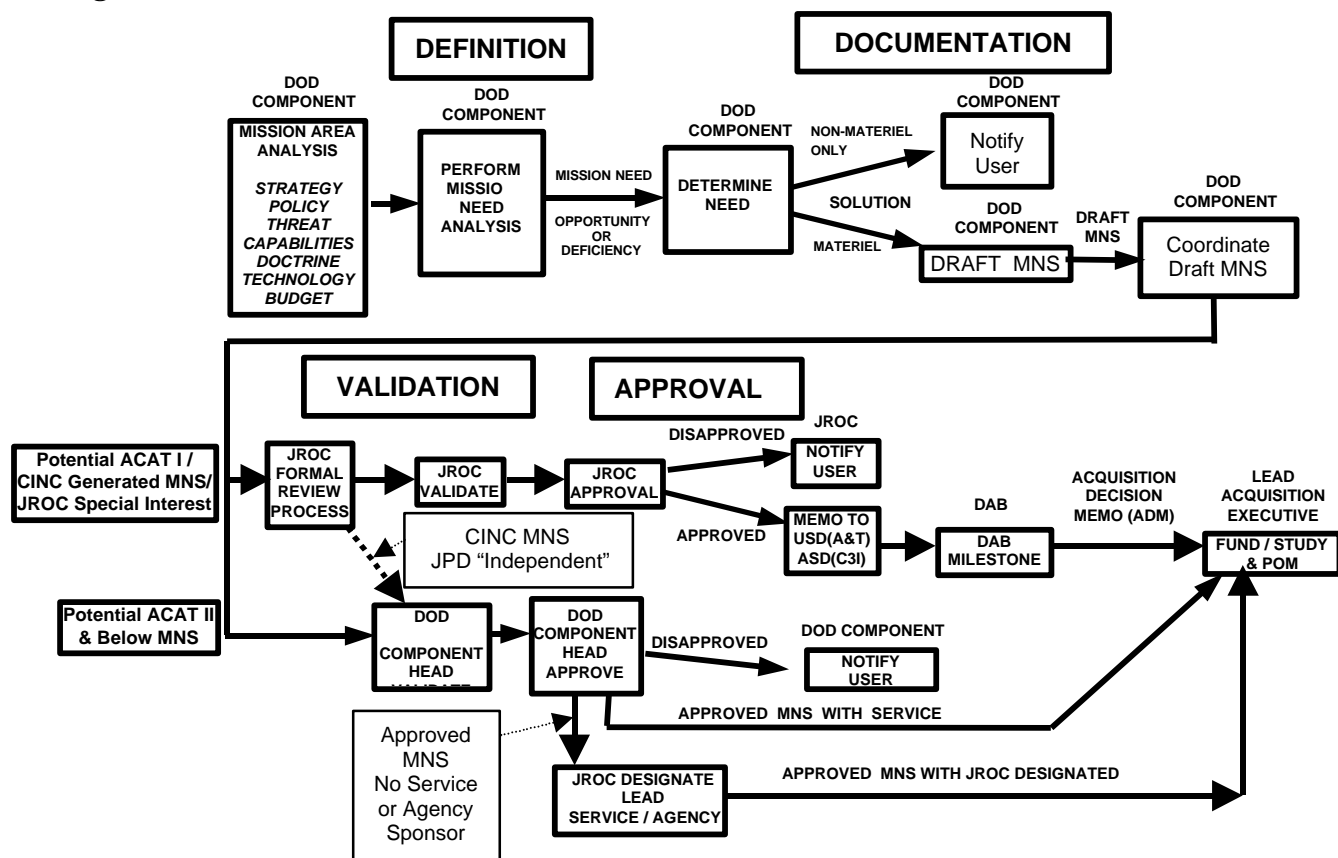 DEFINITION
DOCUMENTATION
DOD
COMPONENT
MISSION AREA
ANALYSIS
STRATEGY
POLICY
THREAT
CAPABILITIES
DOCTRINE
TECHNOLOGY
BUDGET
DOD
COMPONENT
PERFORM
MISSIO
NEED
ANALYSIS
MISSION NEED
OPPORTUNITY
OR
DEFICIENCY
DOD
COMPONENT
DETERMINE
NEED
NON-MATERIEL
ONLY
SOLUTION
MATERIEL
DOD
COMPONENT
Notify
User
DOD
COMPONENT
DRAFT MNS
DRAFT
MNS
DOD
COMPONENT
Coordinate
Draft MNS
VALIDATION
APPROVAL
Potential ACAT I /
CINC Generated MNS/
JROC Special Interest
JROC
FORMAL
REVIEW
PROCESS
JROC
VALIDATE
JROC
APPROVAL
DISAPPROVED
JROC
NOTIFY
USER
APPROVED
MEMO TO
USD(A&T)
ASD(C3I)
DAB
DAB
MILESTONE
ACQUISITION
DECISION
MEMO (ADM)
LEAD
ACQUISITION
EXECUTIVE
FUND / STUDY
& POM
CINC MNS
JPD “Independent”
Potential ACAT II
& Below MNS
DOD
COMPONENT
HEAD
DOD
COMPONENT
HEAD
APPROVE
DISAPPROVED
DOD COMPONENT
NOTIFY
USER
APPROVED MNS WITH SERVICE
Approved
MNS
No Service
or Agency
Sponsor
JROC DESIGNATE
LEAD
SERVICE / AGENCY
APPROVED MNS WITH JROC DESIGNATED